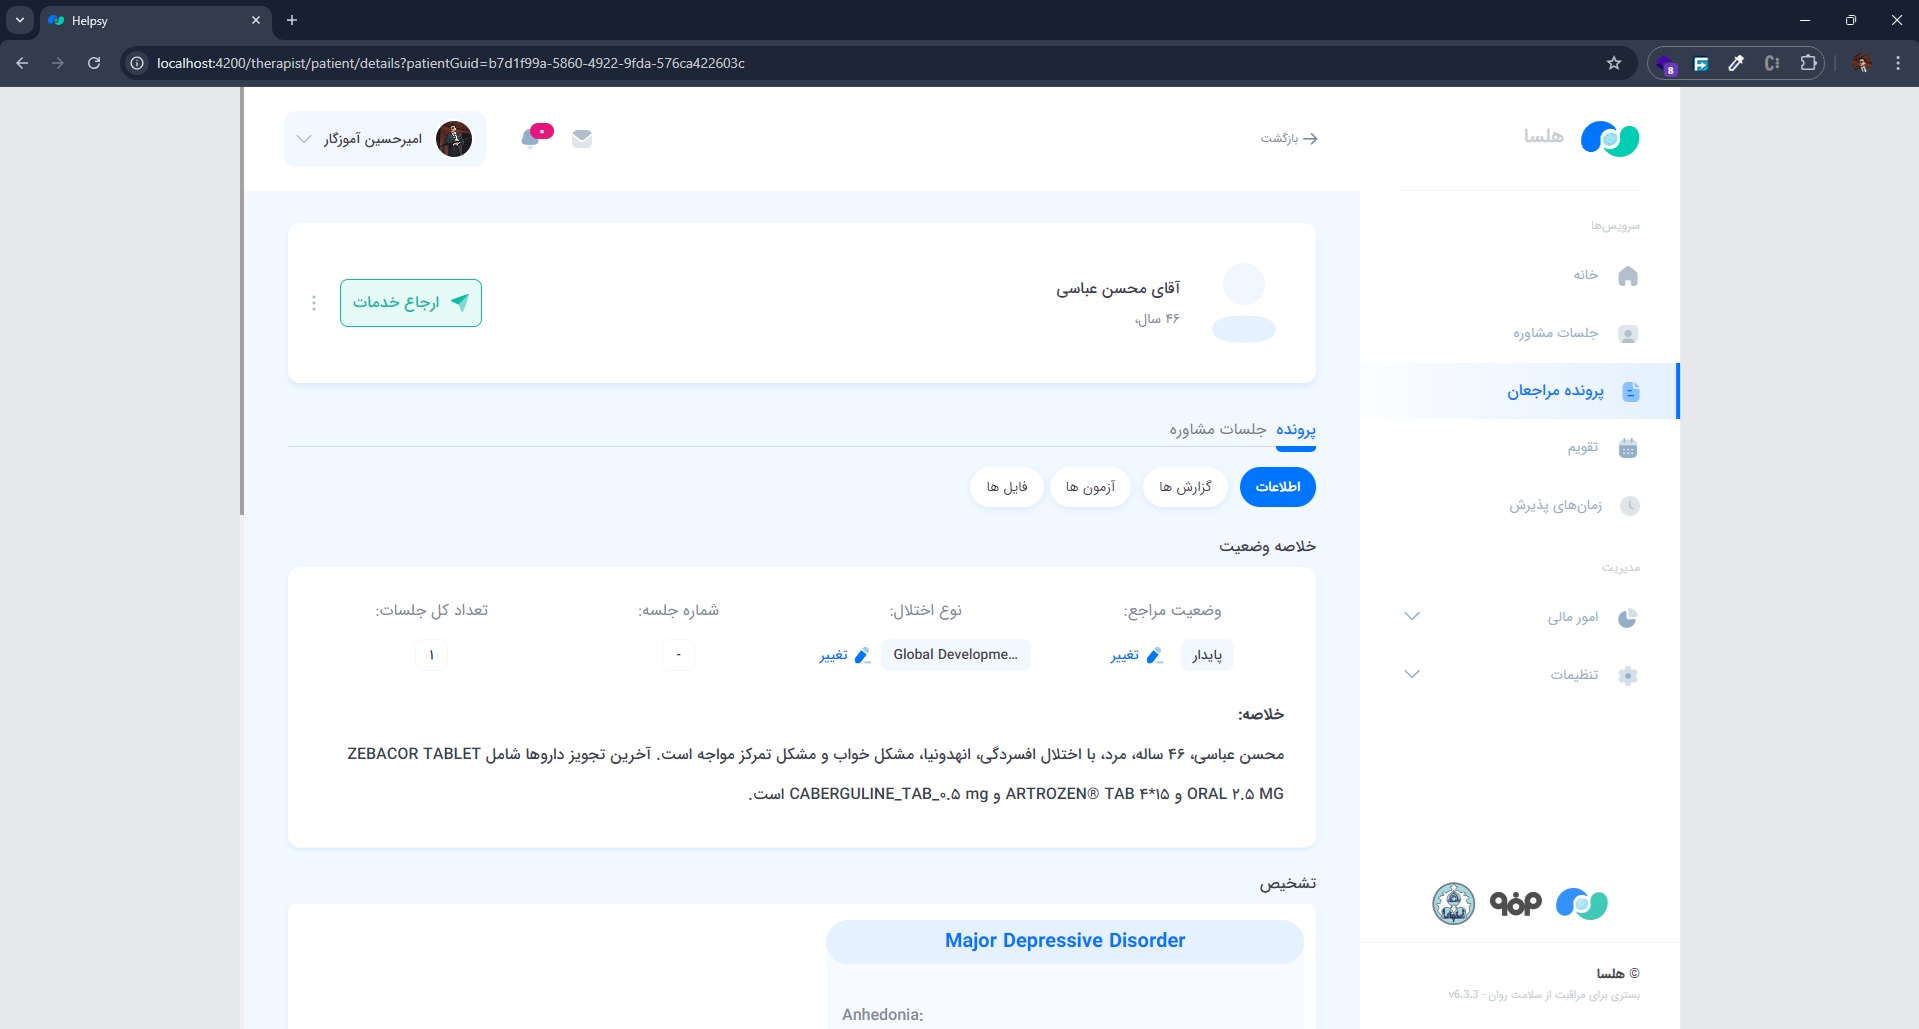 Helpsy
localhost:4200/therapist/patient/details?patientGuid=b7d1f99a-5860-4922-9fda-576ca422603c
8
هلسا
بازگشت
امیرحسین آموزگار
۰
سرویس‌ها
خانه
جلسات مشاوره
پرونده مراجعان
تقویم
زمان‌های پذیرش
مدیریت
امور مالی
تنظیمات
آقای محسن عباسی
۴۶ سال،
ارجاع خدمات
پرونده
جلسات مشاوره
اطلاعات
گزارش ها
آزمون ها
فایل ها
خلاصه وضعیت
وضعیت مراجع:
نوع اختلال:
شماره جلسه:
تعداد کل جلسات:
پایدار
تغییر
Global Developme...
تغییر
-
۱
خلاصه:
محسن عباسی، ۴۶ ساله، مرد، با اختلال افسردگی، انهدونیا، مشکل خواب و مشکل تمرکز مواجه است. آخرین تجویز داروها شامل ZEBACOR TABLET
ORAL ۲.۵ MG و ARTROZEN® TAB ۴*۱۵ و CABERGULINE_TAB_۰.۵ mg است.
تشخیص
Major Depressive Disorder
Anhedonia:
© هلسا
بستری برای مراقبت از سلامت روان - v6.3.3